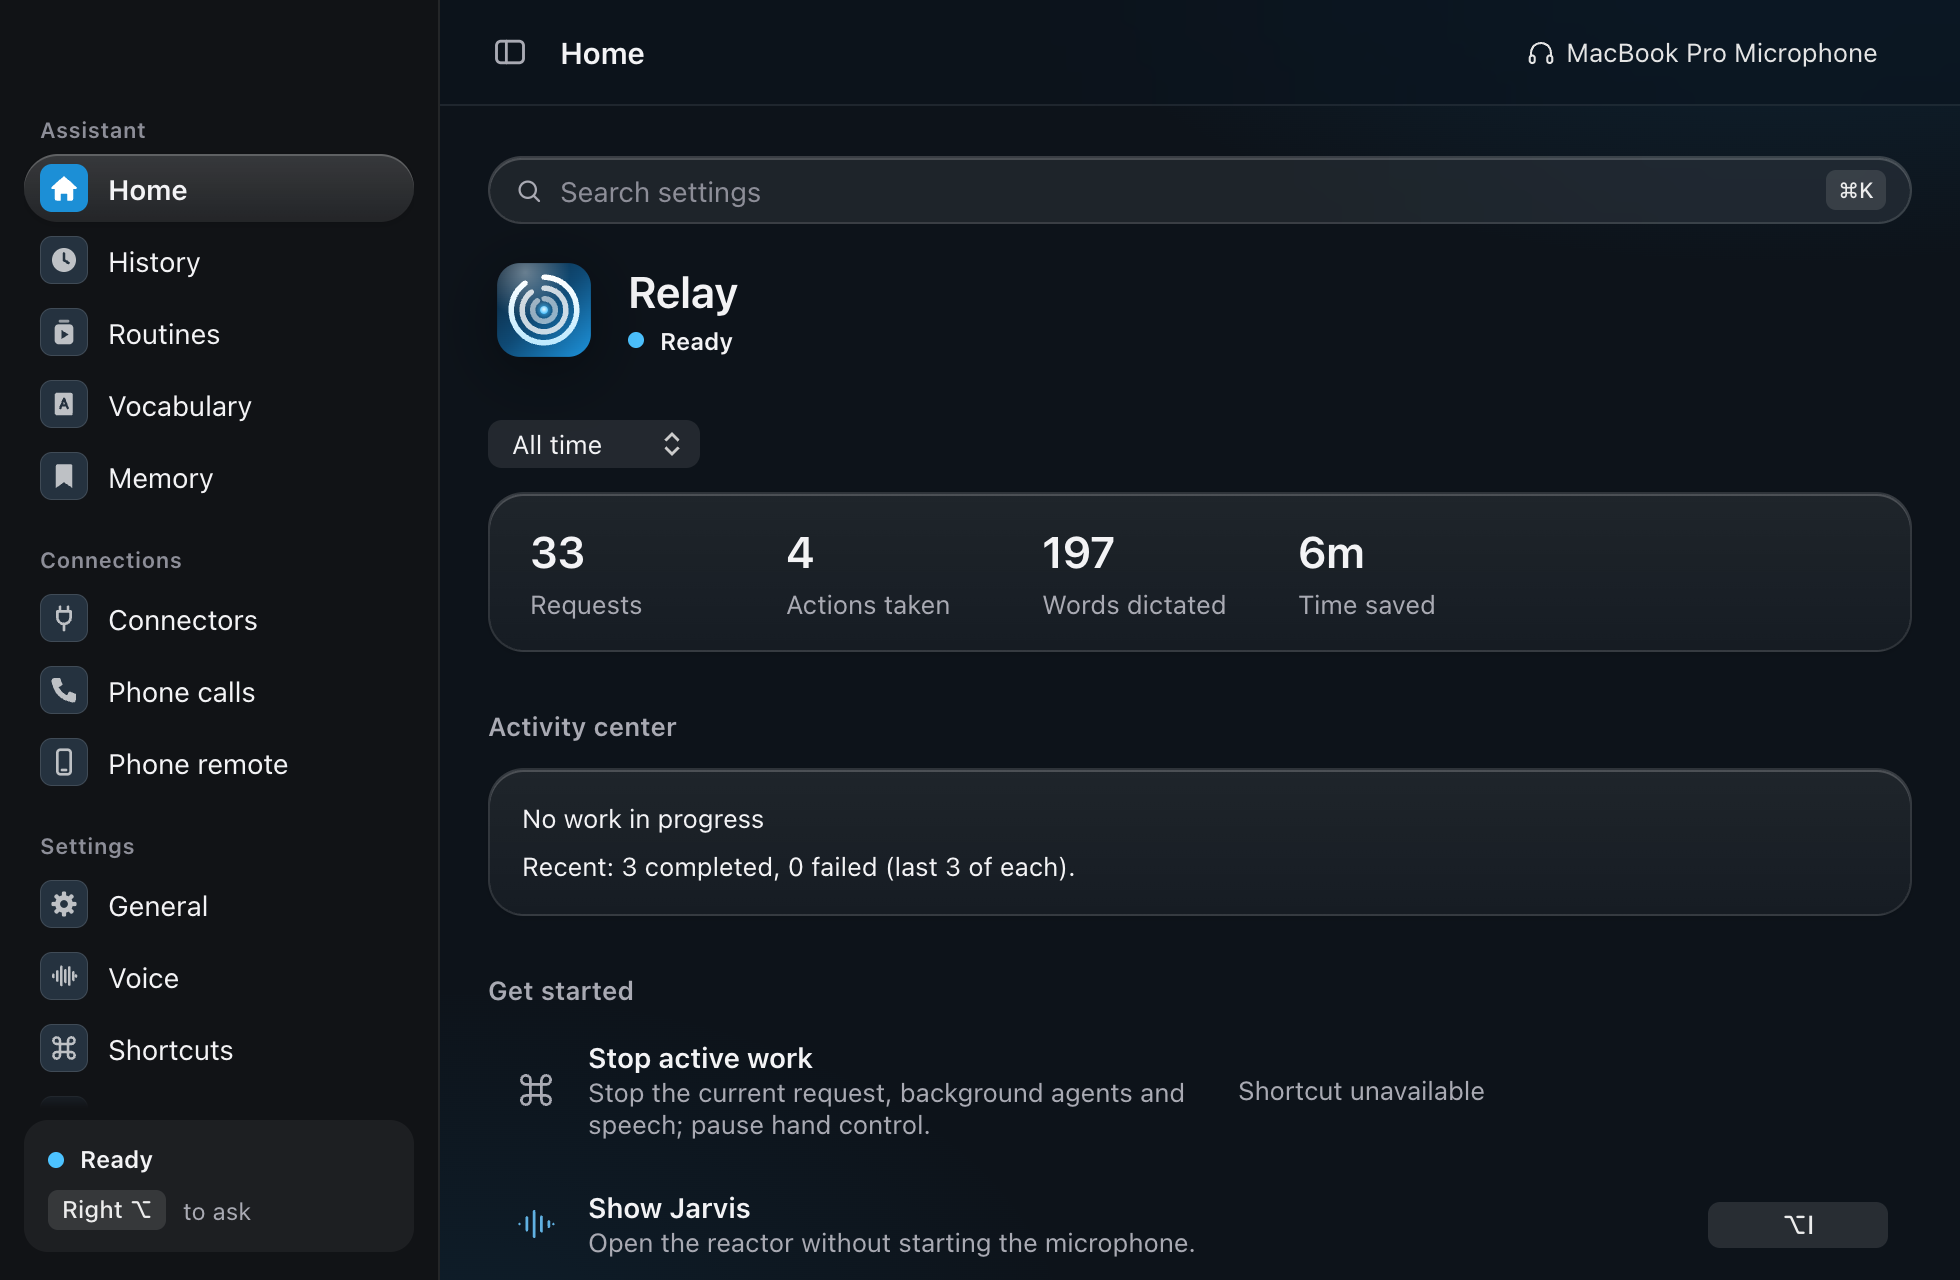 Home
MacBook Pro Microphone
Assistant
Home
History
Routines
Vocabulary
Memory
Connections
Connectors
Phone calls
Phone remote
Settings
General
Voice
Shortcuts
Ready
Right ⌥ to ask
Search settings
⌘K
Relay
Ready
All time
33
Requests
4
Actions taken
197
Words dictated
6m
Time saved
Activity center
No work in progress
Recent: 3 completed, 0 failed (last 3 of each).
Get started
Stop active work
Stop the current request, background agents and
speech; pause hand control.
Shortcut unavailable
Show Jarvis
Open the reactor without starting the microphone.
⌥I